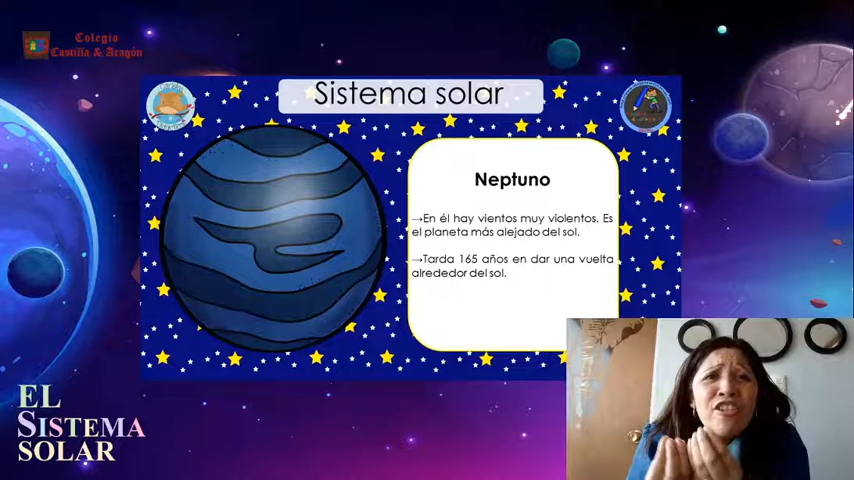 Colegio
Castilla & Aragón
Sistema solar
Neptuno
→En él hay vientos muy violentos. Es
el planeta más alejado del sol.
→Tarda 165 años en dar una vuelta
alrededor del sol.
EL
SISTEMA
SOLAR